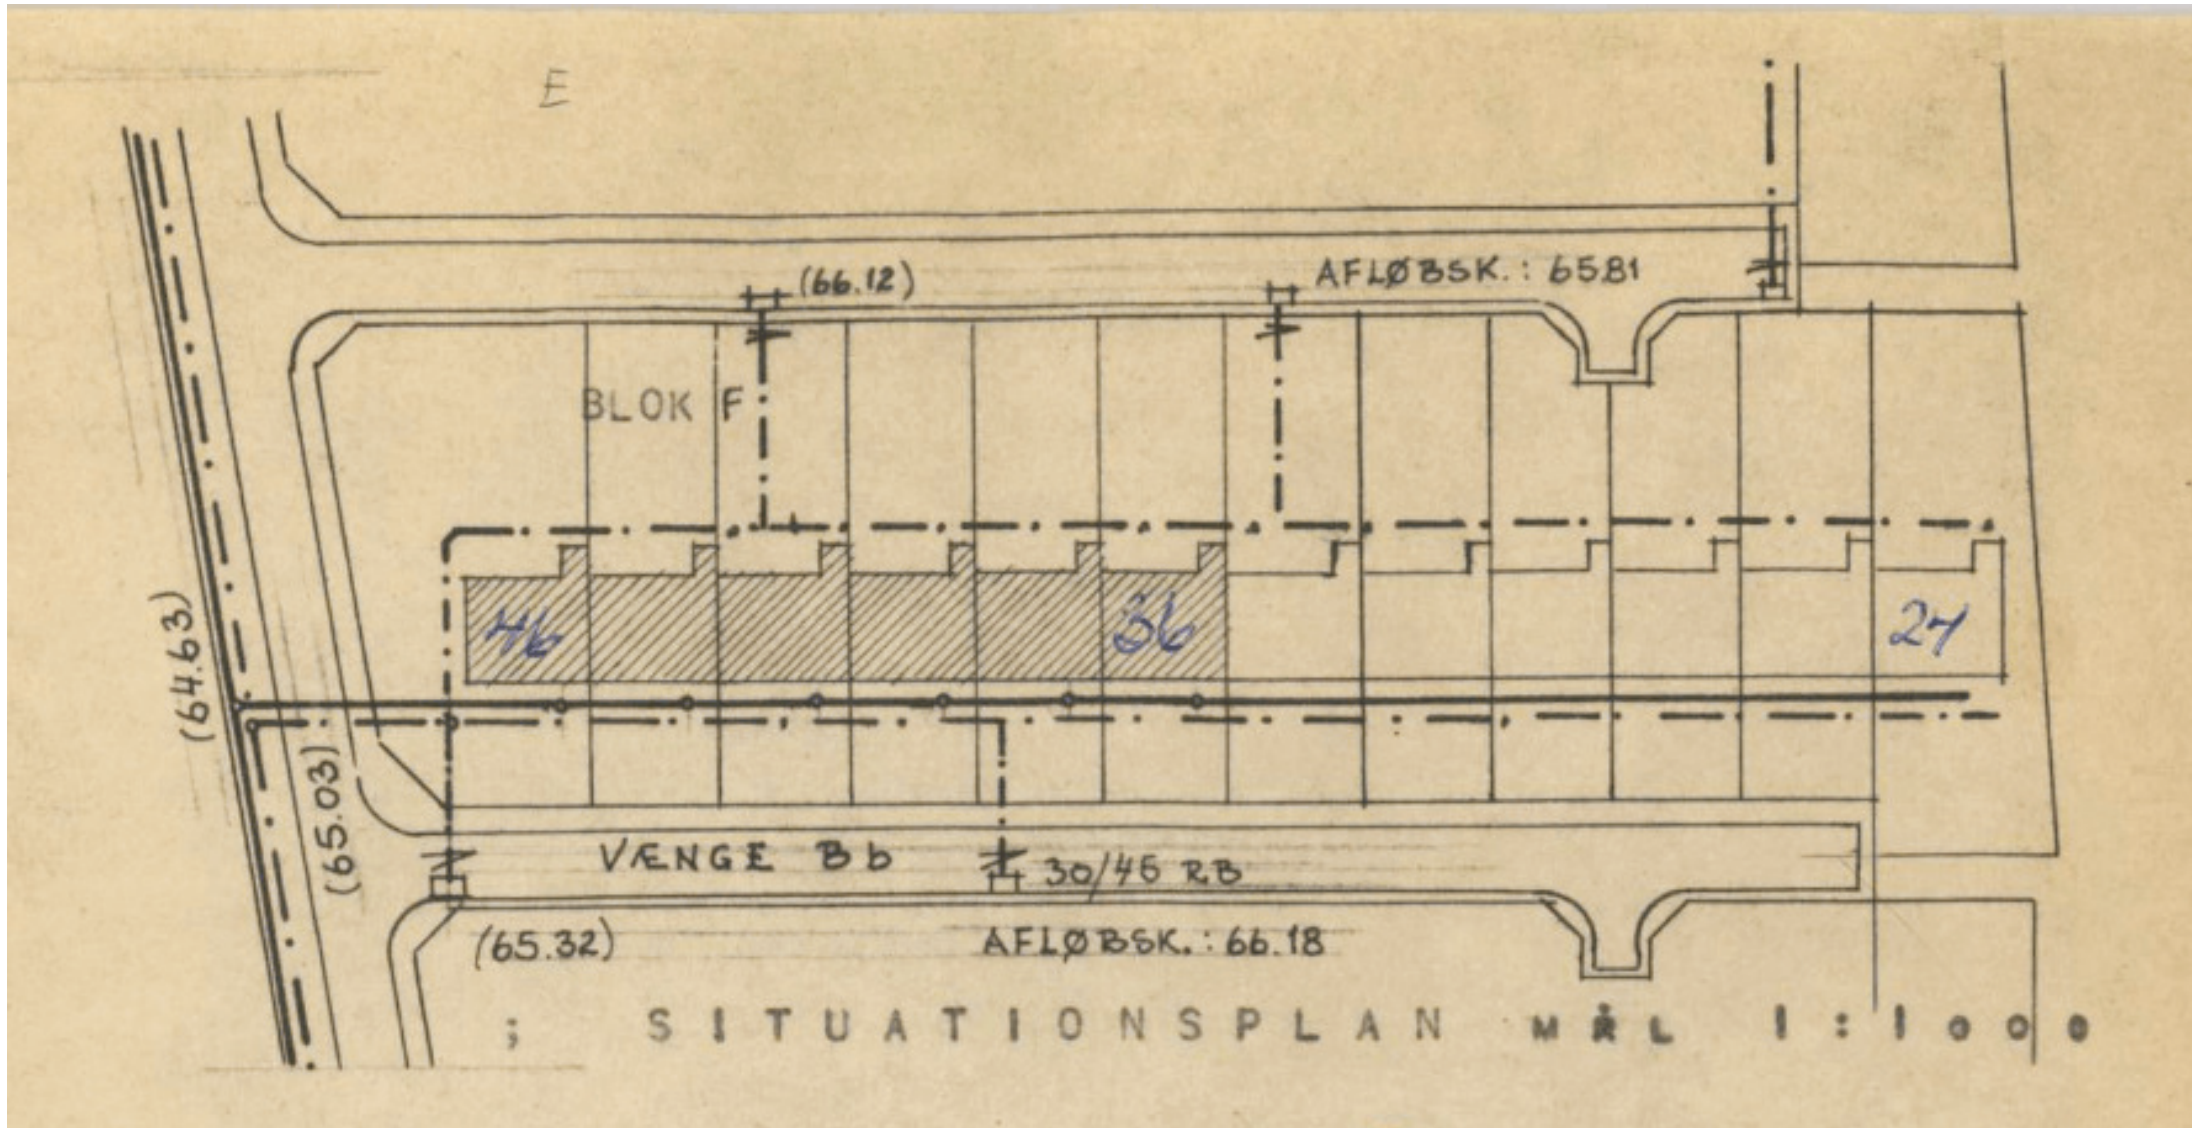 E
(66.12)
AFLØBSK.: 65.81
BLOK F
46
36
24
(64.63)
(65.03)
VÆNGE Bb
30/45 RB
(65.32)
AFLØBSK.: 66.18
; SITUATIONSPLAN MÅL 1:1000